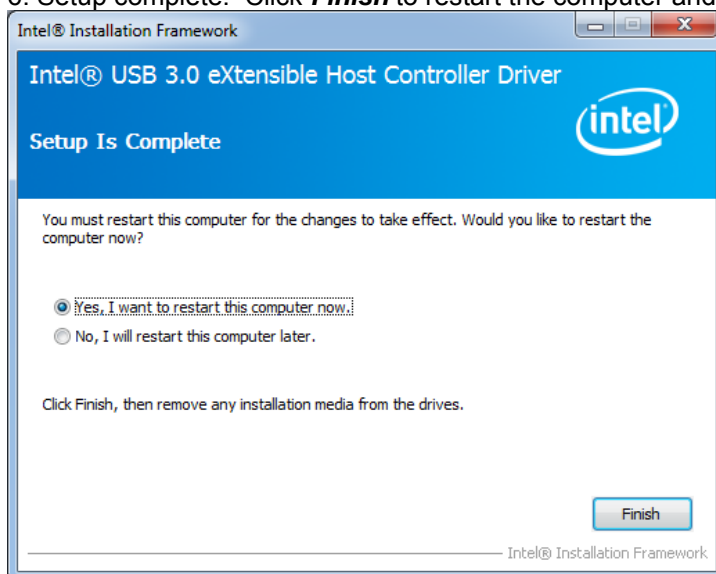 Setup complete. Click Finish to restart the computer and
Intel® Installation Framework
Intel® USB 3.0 eXtensible Host Controller Driver
(intel)
Setup Is Complete
You must restart this computer for the changes to take effect. Would you like to restart the
computer now?
Yes, I want to restart this computer now.
No, I will restart this computer later.
Click Finish, then remove any installation media from the drives.
Finish
Intel® Installation Framework